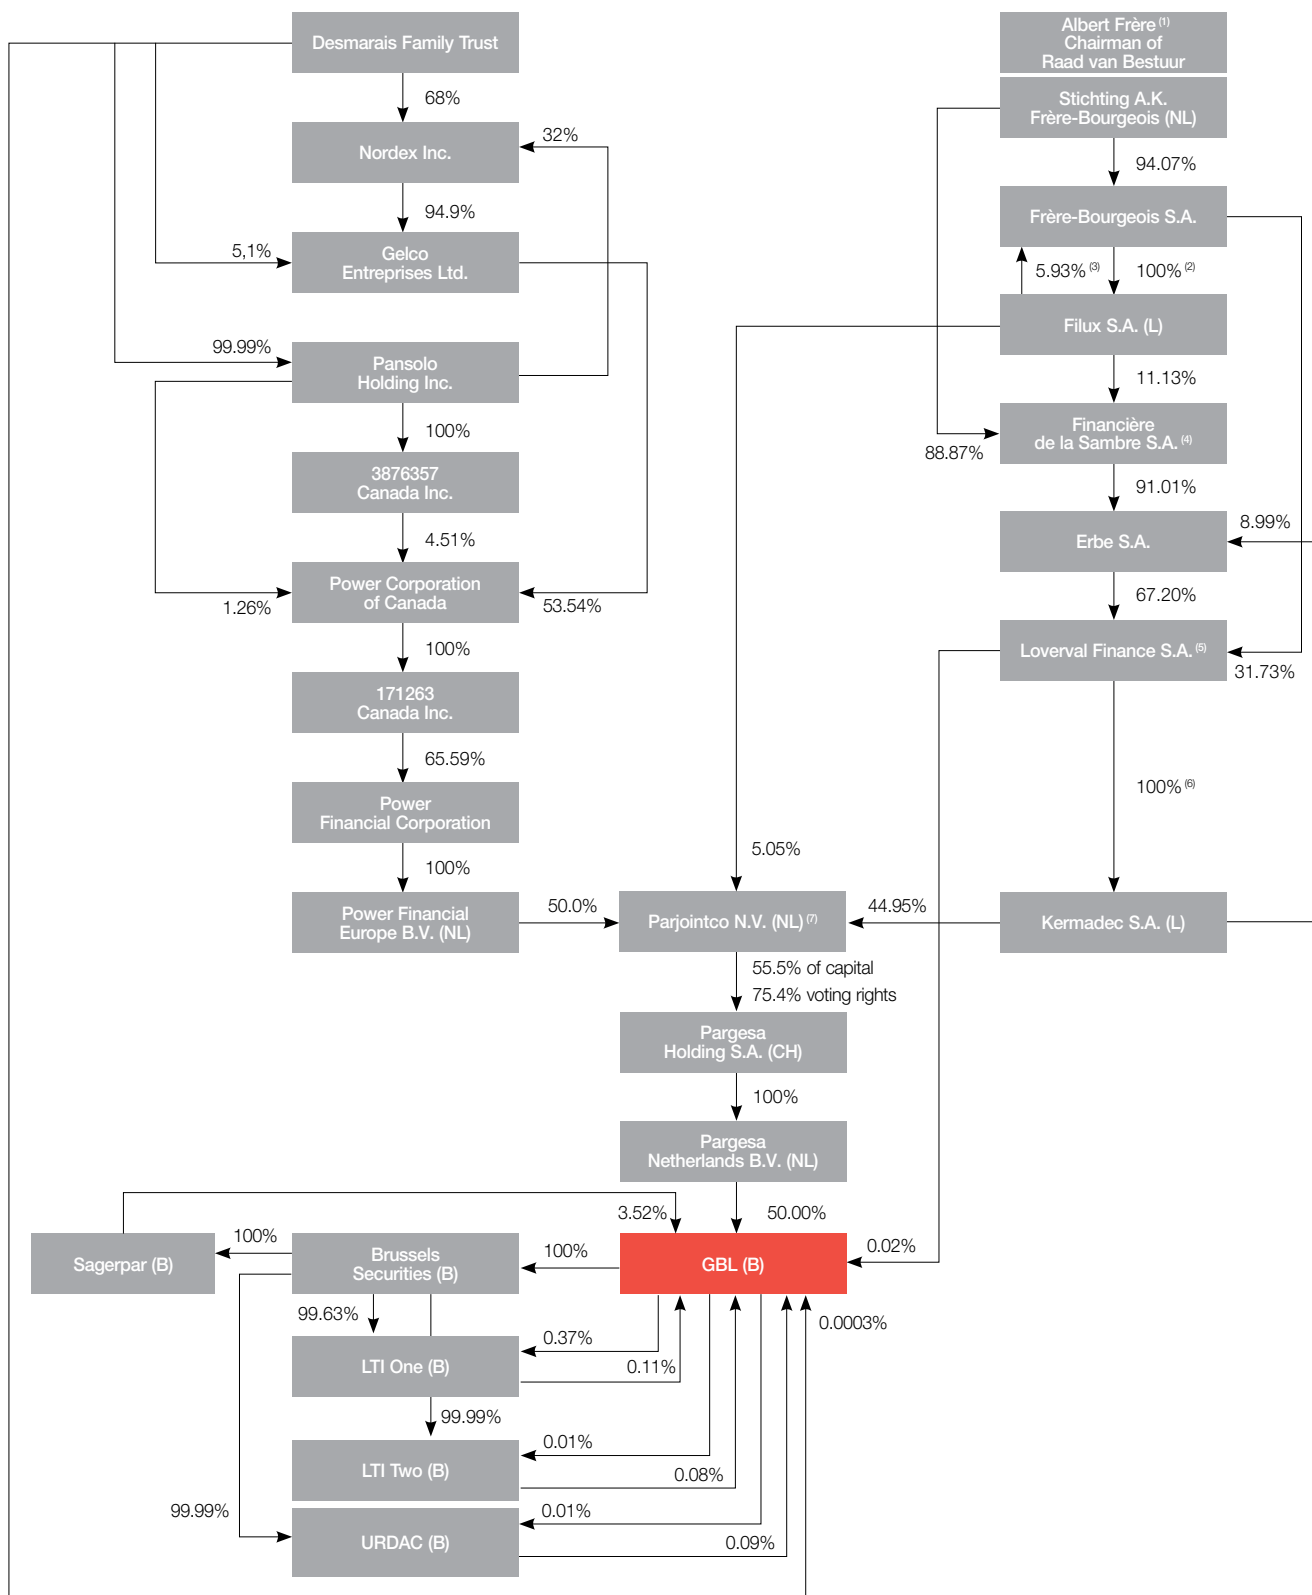 Desmarais Family Trust
68%
Nordex Inc.
32%
94.9%
5,1%
Gelco
Entreprises Ltd.
99.99%
Pansolo
Holding Inc.
100%
3876357
Canada Inc.
4.51%
Power Corporation
of Canada
1.26%
53.54%
100%
171263
Canada Inc.
65.59%
Power
Financial Corporation
100%
Power Financial
Europe B.V. (NL)
50.0%
Albert Frère (1)
Chairman of
Raad van Bestuur
Stichting A.K.
Frère-Bourgeois (NL)
94.07%
Frère-Bourgeois S.A.
5.93% (3)
100% (2)
Filux S.A. (L)
11.13%
Financière
de la Sambre S.A. (4)
88.87%
91.01%
Erbe S.A.
8.99%
67.20%
Loverval Finance S.A. (5)
31.73%
100% (6)
5.05%
Parjointco N.V. (NL) (7)
44.95%
Kermadec S.A. (L)
55.5% of capital
75.4% voting rights
Pargesa
Holding S.A. (CH)
100%
Pargesa
Netherlands B.V. (NL)
3.52%
50.00%
Sagerpar (B)
100%
Brussels
Securities (B)
100%
GBL (B)
0.02%
99.63%
0.37%
0.0003%
LTI One (B)
0.11%
99.99%
0.01%
LTI Two (B)
0.08%
99.99%
0.01%
URDAC (B)
0.09%